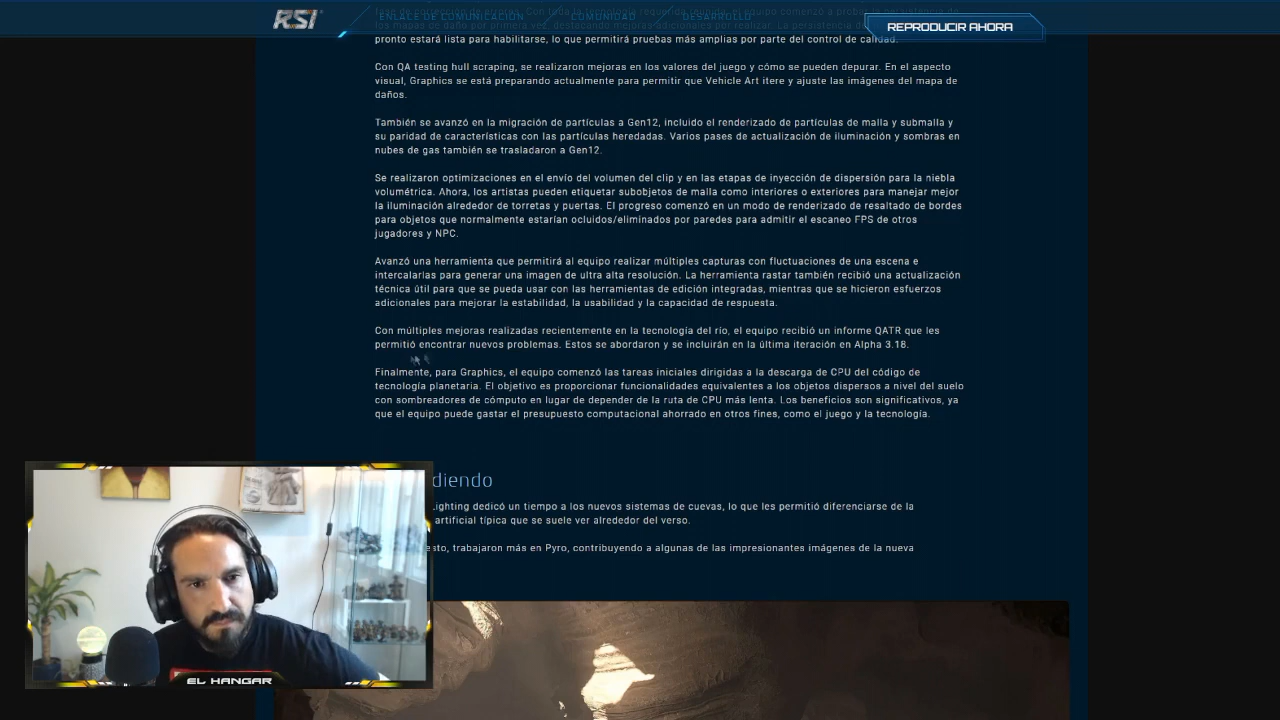 RSI
ENLACE DE COMUNICACIÓN
COMUNIDAD
DESARROLLO
REPRODUCIR AHORA
los mapas de daño por primera vez, destacando mejoras adicionales por realizar. La persistencia de
pronto estará lista para habilitarse, lo que permitirá pruebas más amplias por parte del control de calidad.
Con QA testing hull scraping, se realizaron mejoras en los valores del juego y cómo se pueden depurar. En el aspecto
visual, Graphics se está preparando actualmente para permitir que Vehicle Art itere y ajuste las imágenes del mapa de
daños.
También se avanzó en la migración de partículas a Gen12, incluido el renderizado de partículas de malla y submalla y
su paridad de características con las partículas heredadas. Varios pases de actualización de iluminación y sombras en
nubes de gas también se trasladaron a Gen12.
Se realizaron optimizaciones en el envío del volumen del clip y en las etapas de inyección de dispersión para la niebla
volumétrica. Ahora, los artistas pueden etiquetar subobjetos de malla como interiores o exteriores para manejar mejor
la iluminación alrededor de torretas y puertas. El progreso comenzó en un modo de renderizado de resaltado de bordes
para objetos que normalmente estarían ocluidos/eliminados por paredes para admitir el escaneo FPS de otros
jugadores y NPC.
Avanzó una herramienta que permitirá al equipo realizar múltiples capturas con fluctuaciones de una escena e
intercalarlas para generar una imagen de ultra alta resolución. La herramienta rastar también recibió una actualización
técnica útil para que se pueda usar con las herramientas de edición integradas, mientras que se hicieron esfuerzos
adicionales para mejorar la estabilidad, la usabilidad y la capacidad de respuesta.
Con múltiples mejoras realizadas recientemente en la tecnología del río, el equipo recibió un informe QATR que les
permitió encontrar nuevos problemas. Estos se abordaron y se incluirán en la última iteración en Alpha 3.18.
Finalmente, para Graphics, el equipo comenzó las tareas iniciales dirigidas a la descarga de CPU del código de
tecnología planetaria. El objetivo es proporcionar funcionalidades equivalentes a los objetos dispersos a nivel del suelo
con sombreadores de cómputo en lugar de depender de la ruta de CPU más lenta. Los beneficios son significativos, ya
que el equipo puede gastar el presupuesto computacional ahorrado en otros fines, como el juego y la tecnología.
diendo
Lighting dedicó un tiempo a los nuevos sistemas de cuevas, lo que les permitió diferenciarse de la
artificial típica que se suele ver alrededor del verso.
esto, trabajaron más en Pyro, contribuyendo a algunas de las impresionantes imágenes de la nueva
EL HANGAR